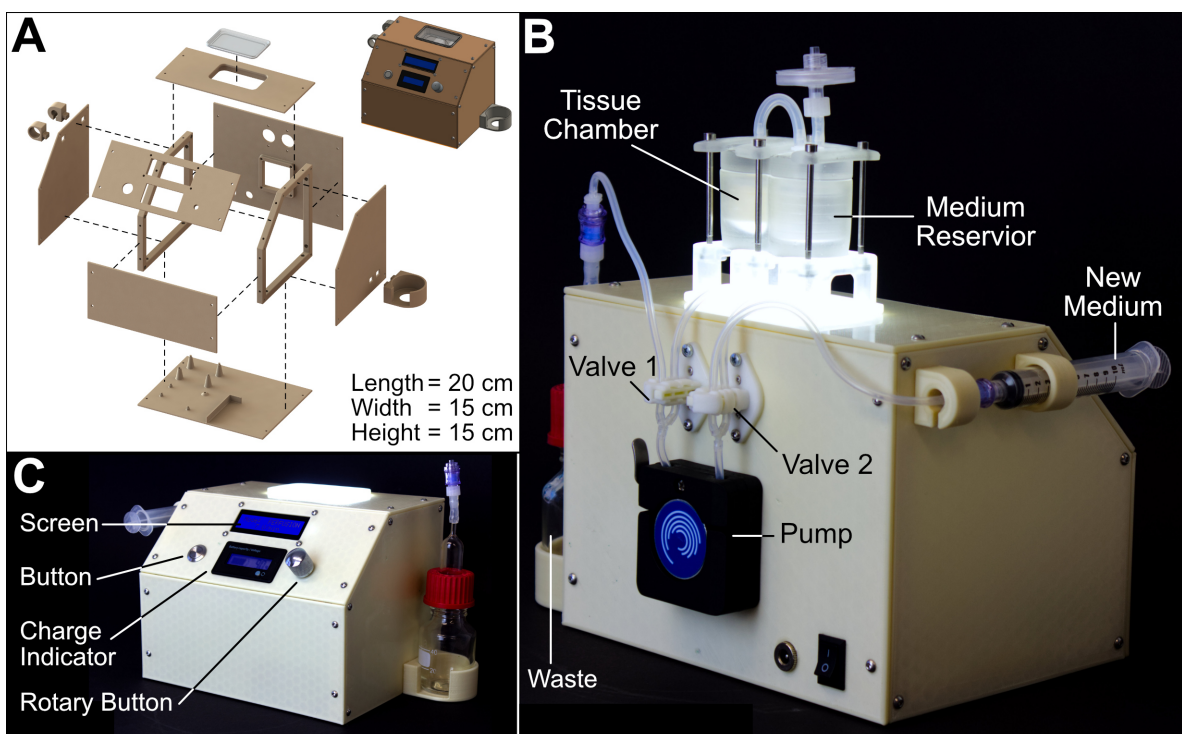 A
Length = 20 cm
Width = 15 cm
Height = 15 cm
B
Tissue
Chamber
Medium
Reservior
New
Medium
Valve 1
Valve 2
Pump
Waste
C
Screen
Button
Charge
Indicator
Rotary Button